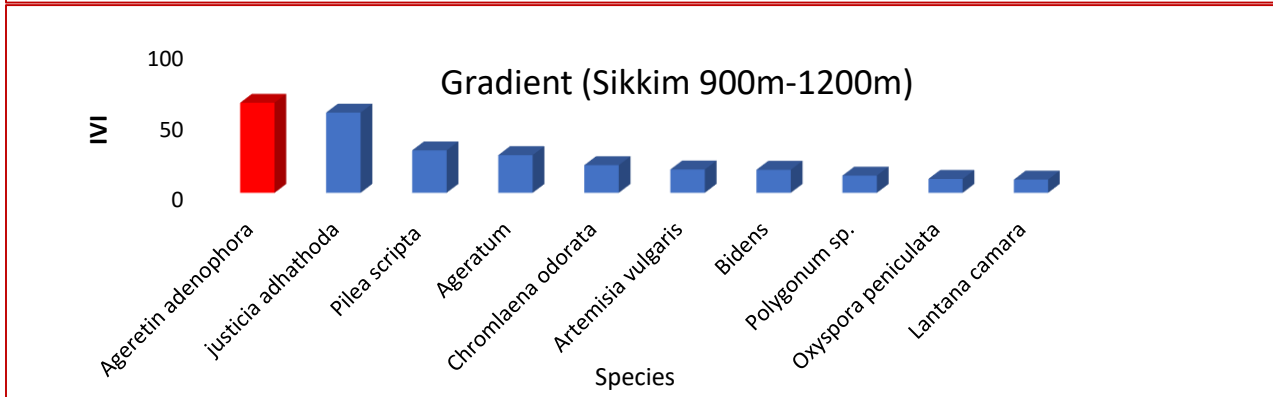 Gradient (Sikkim 900m-1200m)
100
50
0
IVI
Ageretin adenophora
justicia adhathoda
Pilea scripta
Ageratum
Chromlaena odorata
Artemisia vulgaris
Bidens
Polygonum sp.
Oxyspora peniculata
Lantana camara
Species